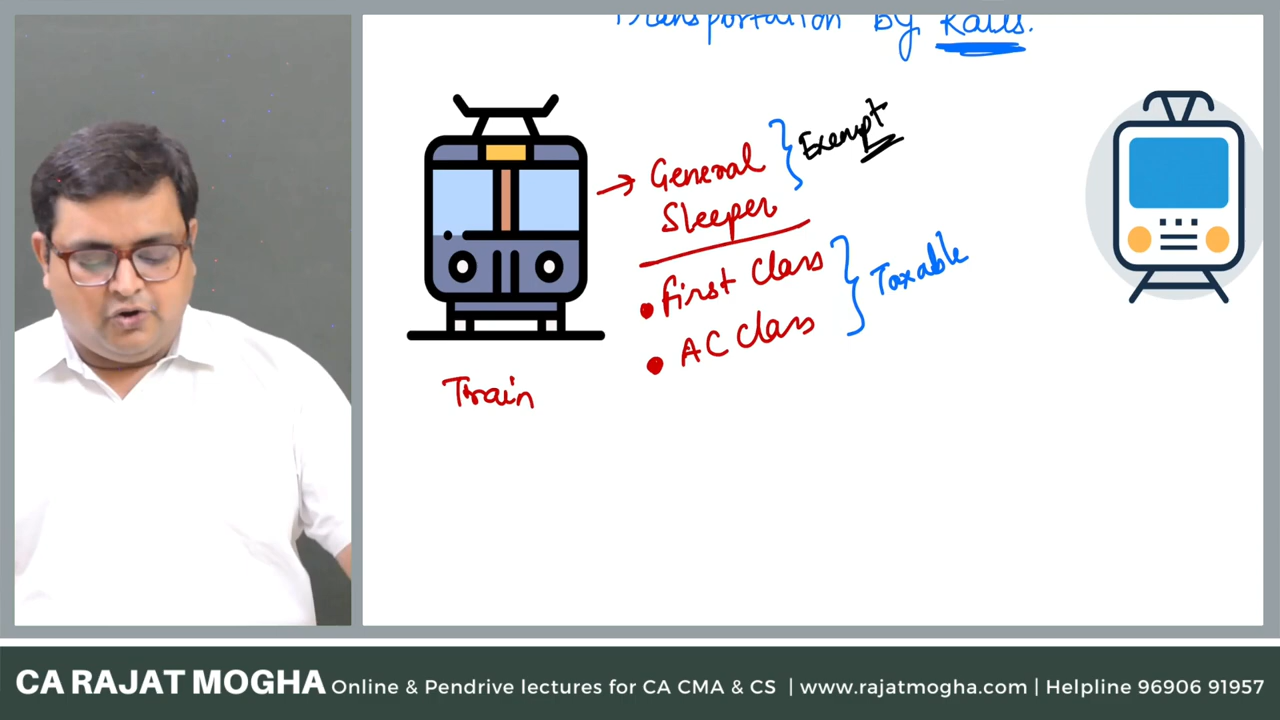 Transportation by Rails.
General
Sleeper
} Exempt
• First Class
• AC Class
} Taxable
Train
CA RAJAT MOGHA Online & Pendrive lectures for CA CMA & CS | www.rajatmogha.com | Helpline 96906 91957